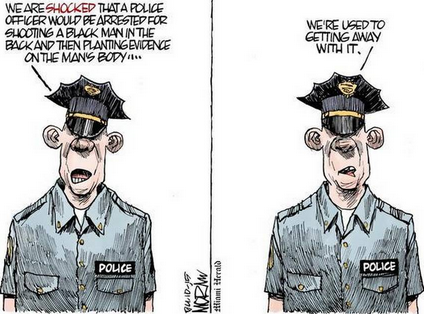 WE ARE SHOCKED THAT A POLICE
OFFICER WOULD BE ARRESTED FOR
SHOOTING A BLACK MAN IN THE
BACK AND THEN PLANTING EVIDENCE
ON THE MAN'S BODY....
WE'RE USED TO
GETTING AWAY
WITH IT.
POLICE
MORIN
Miami Herald
POLICE